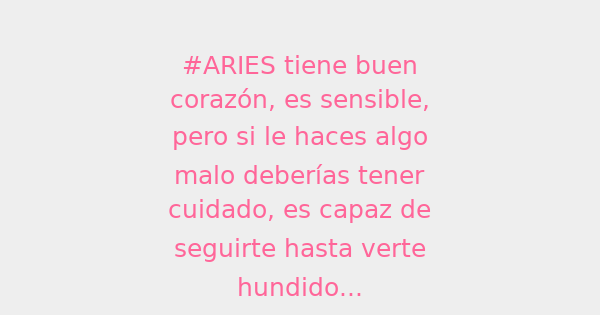 #ARIES tiene buen
corazón, es sensible,
pero si le haces algo
malo deberías tener
cuidado, es capaz de
seguirte hasta verte
hundido...